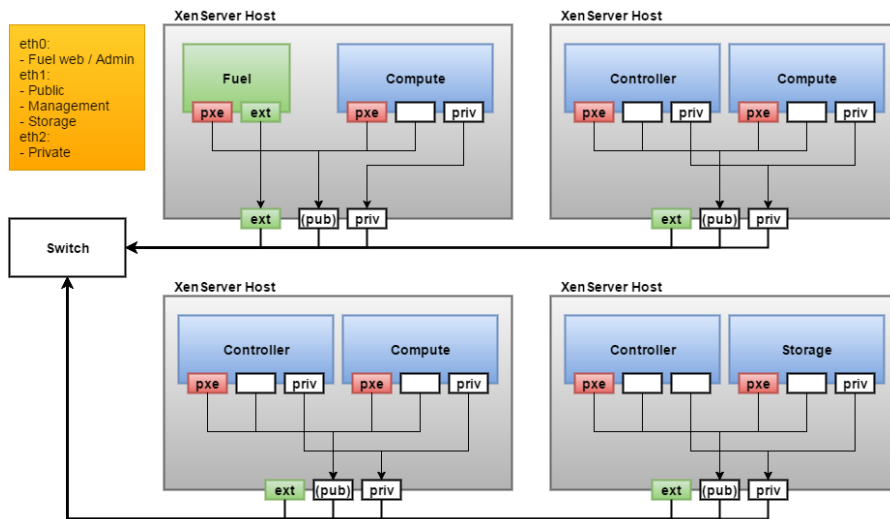 eth0:
- Fuel web / Admin
eth1:
- Public
- Management
- Storage
eth2:
- Private
XenServer Host
Fuel
Compute
pxe
ext
pxe
priv
ext
(pub)
priv
XenServer Host
Controller
Compute
pxe
priv
pxe
priv
ext
(pub)
priv
Switch
XenServer Host
Controller
Compute
pxe
priv
pxe
priv
ext
(pub)
priv
XenServer Host
Controller
Storage
pxe
pxe
priv
ext
(pub)
priv